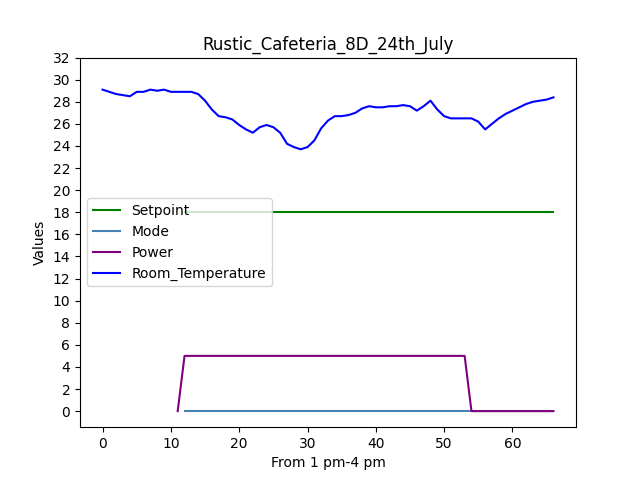 Rustic_Cafeteria_8D_24th_July
32
30
28
26
24
22
20
18
16
14
12
10
8
6
4
2
0
Values
Setpoint
Mode
Power
Room_Temperature
0 10 20 30 40 50 60
From 1 pm-4 pm